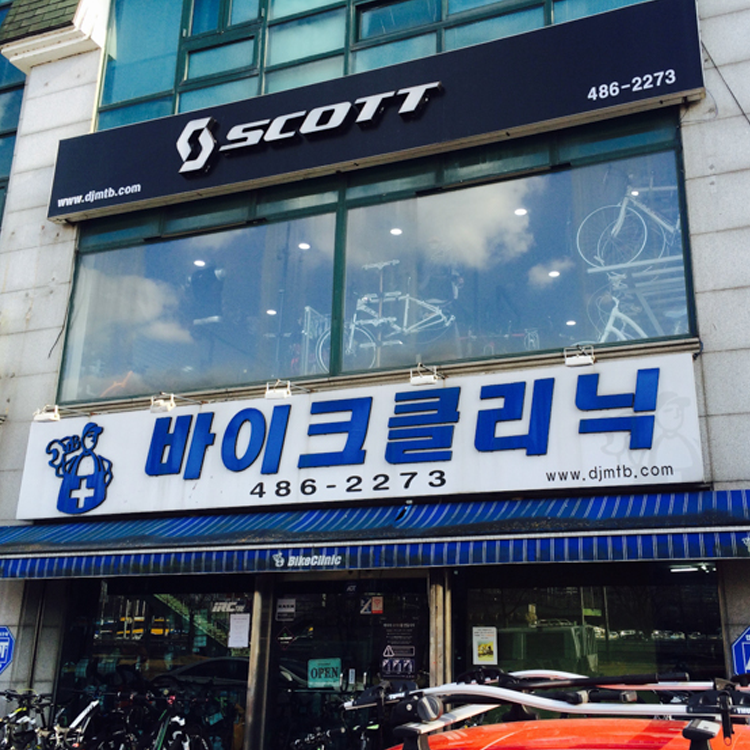 SCOTT
486-2273
www.djmtb.com
바이크클리닉
486-2273
www.djmtb.com
BikeClinic
IRC
OPEN